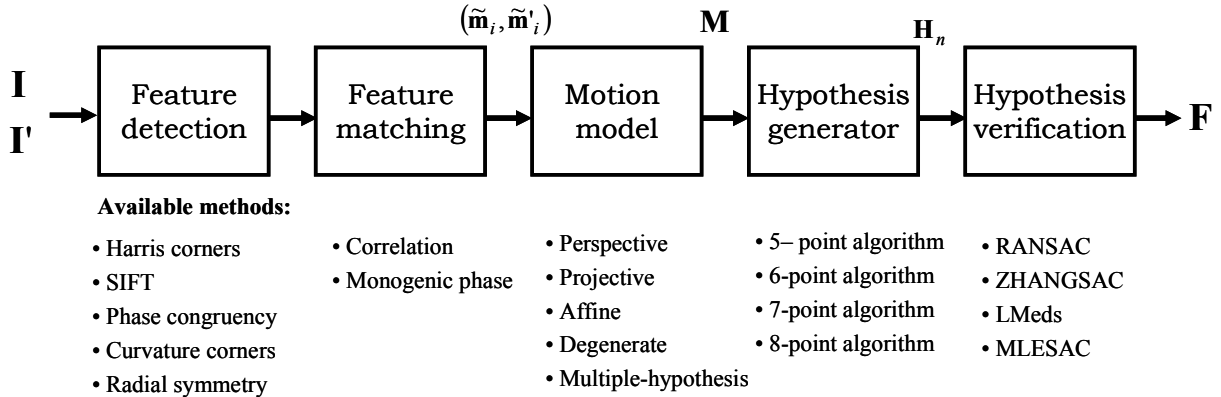 (m̃ᵢ, m̃'ᵢ)
M
Hₙ
I
I'
Feature
detection
Feature
matching
Motion
model
Hypothesis
generator
Hypothesis
verification
F
Available methods:
• Harris corners
• SIFT
• Phase congruency
• Curvature corners
• Radial symmetry
• Correlation
• Monogenic phase
• Perspective
• Projective
• Affine
• Degenerate
• Multiple-hypothesis
• 5– point algorithm
• 6-point algorithm
• 7-point algorithm
• 8-point algorithm
• RANSAC
• ZHANGSAC
• LMeds
• MLESAC